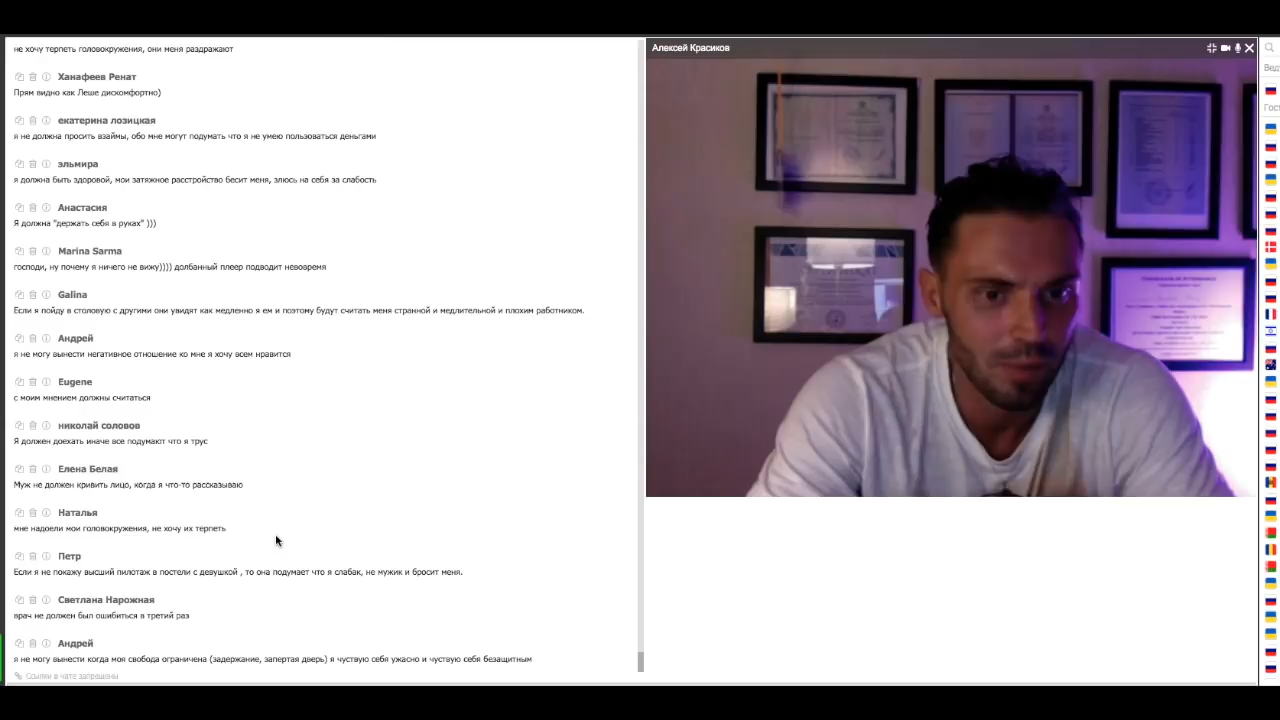 не хочу терпеть головокружения, они меня раздражают
Ханафеев Ренат
Прям видно как Леше дискомфортно)
екатерина лозицкая
я не должна просить взаймы, обо мне могут подумать что я не умею пользоваться деньгами
эльмира
я должна быть здоровой, мои затяжное расстройство бесит меня, злюсь на себя за слабость
Анастасия
Я должна "держать себя в руках" )))
Marina Sarma
господи, ну почему я ничего не вижу)))) долбанный плеер подводит невовремя
Galina
Если я пойду в столовую с другими они увидят как медленно я ем и поэтому будут считать меня странной и медлительной и плохим работником.
Андрей
я не могу вынести негативное отношение ко мне я хочу всем нравится
Eugene
с моим мнением должны считаться
николай соловов
Я должен доехать иначе все подумают что я трус
Елена Белая
Муж не должен кривить лицо, когда я что-то рассказываю
Наталья
мне надоели мои головокружения, не хочу их терпеть
Петр
Если я не покажу высший пилотаж в постели с девушкой , то она подумает что я слабак, не мужик и бросит меня.
Светлана Нарожная
врач не должен был ошибиться в третий раз
Андрей
я не могу вынести когда моя свобода ограничена (задержание, запертая дверь) я чуствую себя ужасно и чуствую себя безащитным
Ссылки в чате запрещены
Алексей Красиков
Вед
Гост